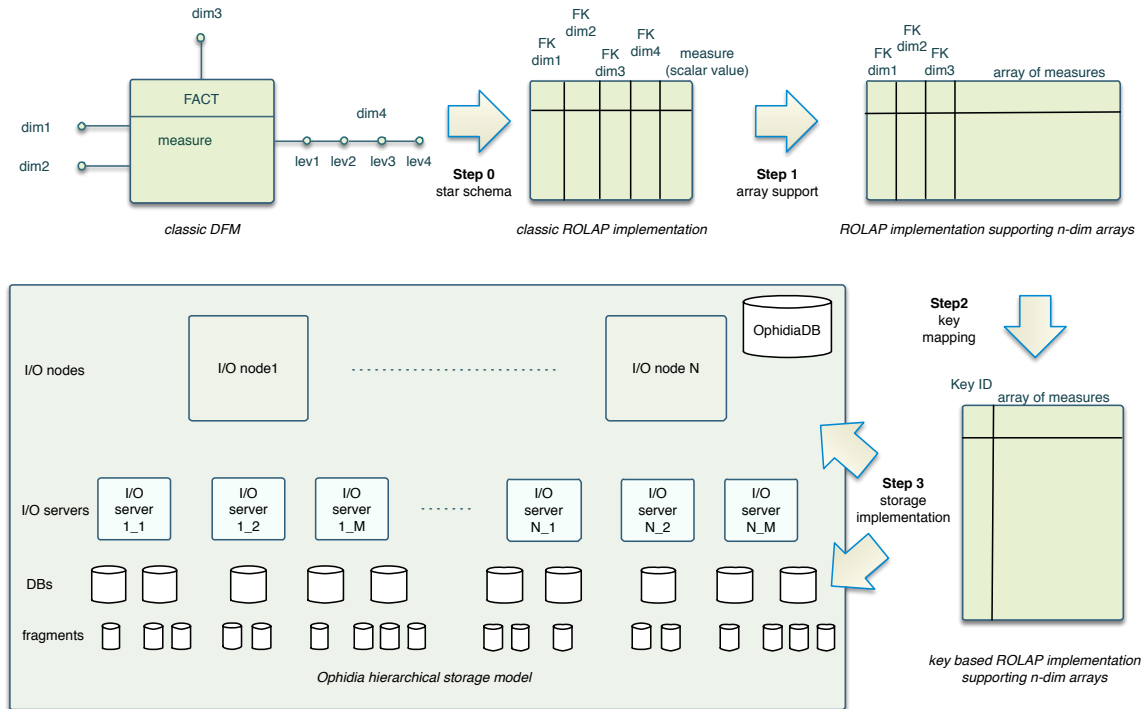 dim3
FACT
measure
dim1
dim2
dim4
lev1 lev2 lev3 lev4
classic DFM
Step 0
star schema
FK
dim1
FK
dim2
FK
dim3
FK
dim4
measure
(scalar value)
classic ROLAP implementation
Step 1
array support
FK
dim1
FK
dim2
FK
dim3
array of measures
ROLAP implementation supporting n-dim arrays
Step2
key
mapping
Key ID
array of measures
key based ROLAP implementation
supporting n-dim arrays
Step 3
storage
implementation
OphidiaDB
I/O nodes
I/O node1
I/O node N
I/O servers
I/O
server
1_1
I/O
server
1_2
I/O
server
1_M
I/O
server
N_1
I/O
server
N_2
I/O
server
N_M
DBs
fragments
Ophidia hierarchical storage model